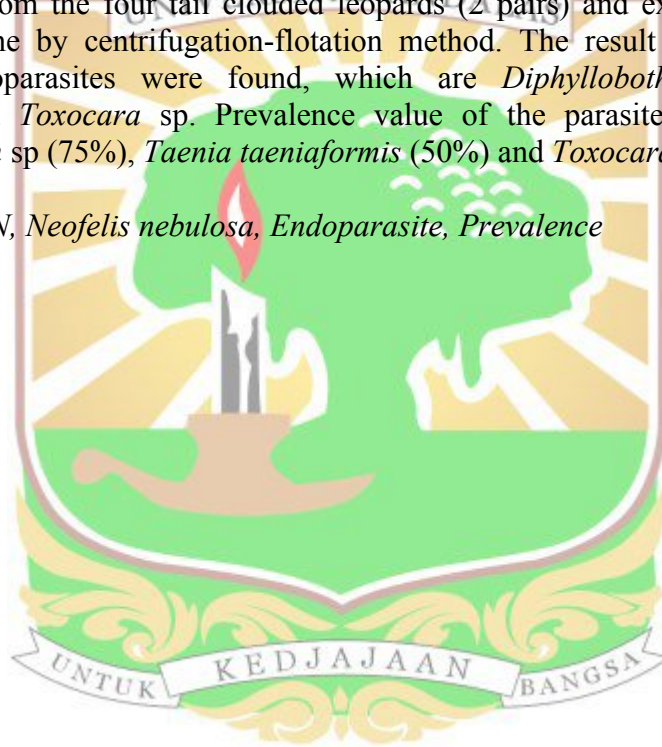 om the four tail clouded leopards (2 pairs) and ex
ne by centrifugation-flotation method. The result
oparasites were found, which are Diphylloboth
Toxocara sp. Prevalence value of the parasite
sp (75%), Taenia taeniaformis (50%) and Toxocara
N, Neofelis nebulosa, Endoparasite, Prevalence
UNTUK KEDJAJAAN BANGSA